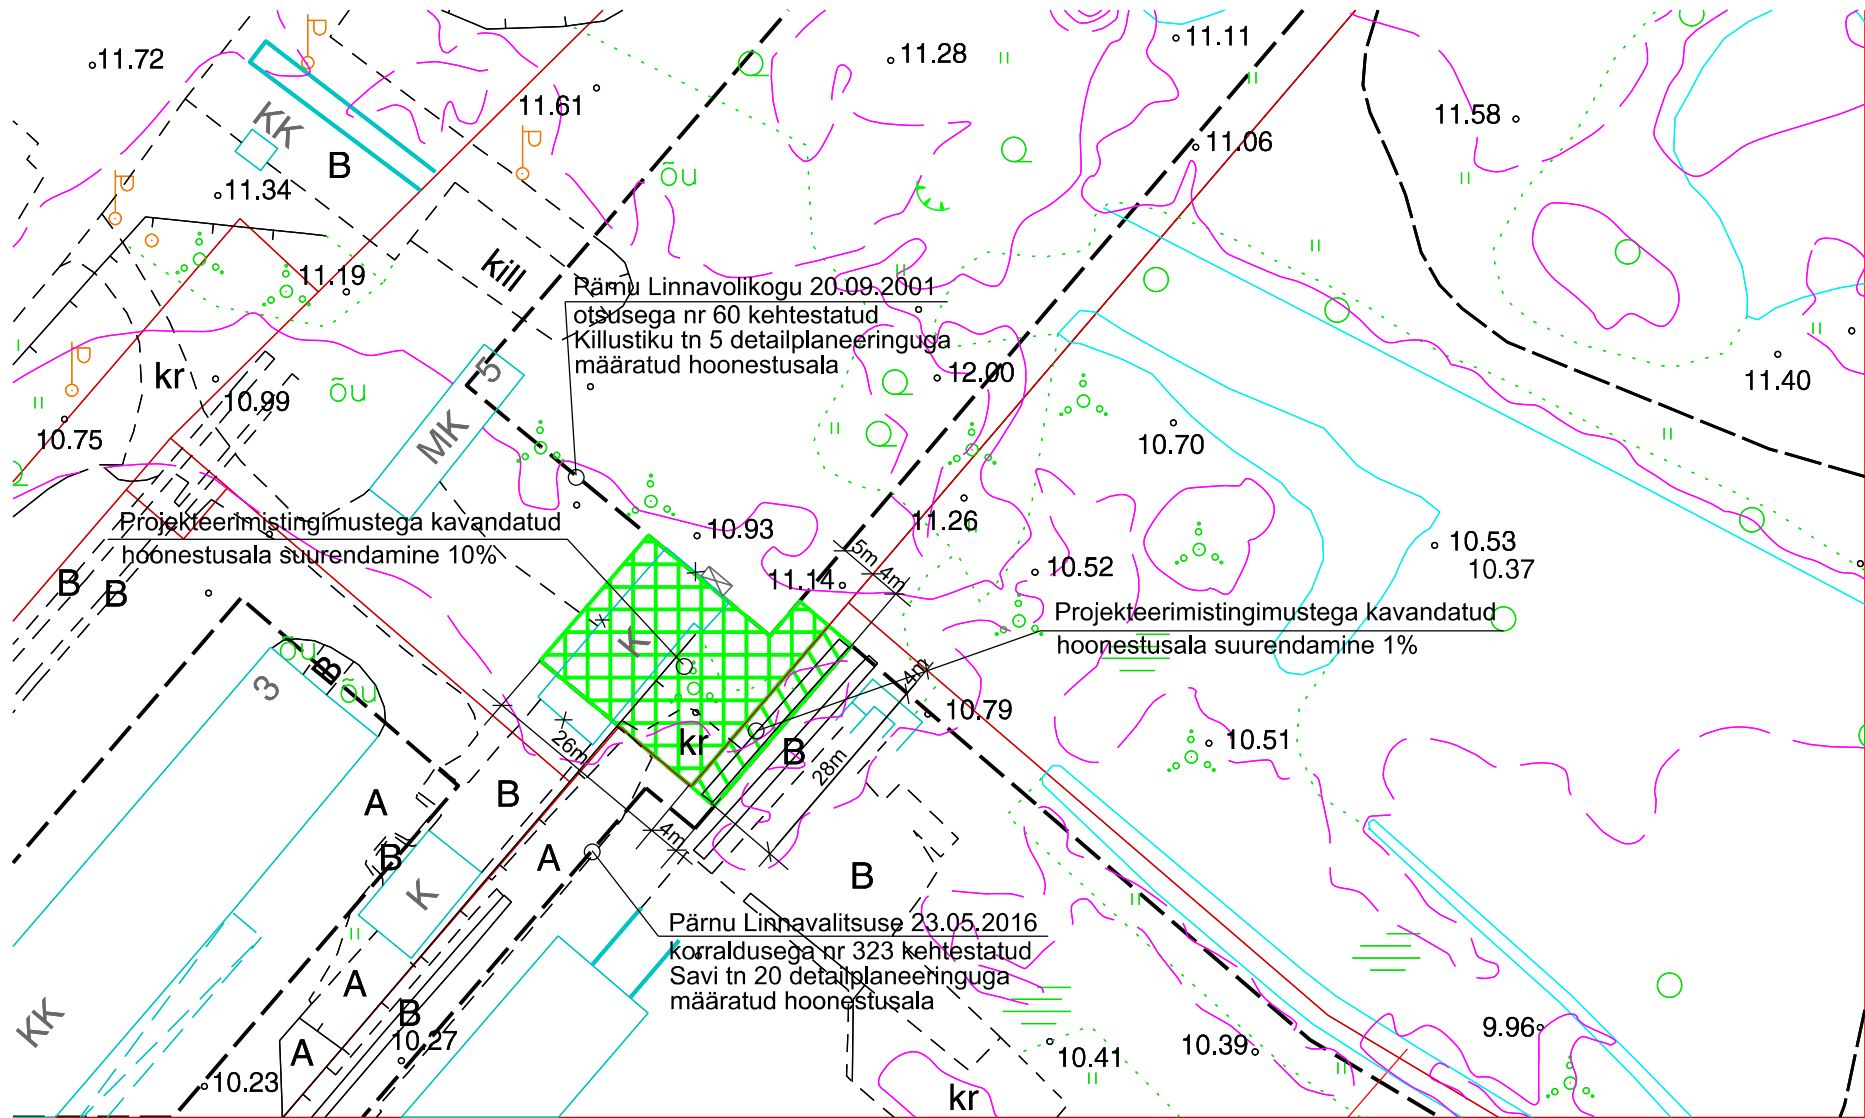 11.72
11.28
11.11
11.61
11.58
11.06
KK
B
õu
11.34
11.19
kill
Pärnu Linnavolikogu 20.09.2001
otsusega nr 60 kehtestatud
Killustiku tn 5 detailplaneeringuga
määratud hoonestusala
kr
5
12.00
11.40
10.99
õu
10.75
MK
10.70
11.26
Projekteerimistingimustega kavandatud
hoonestusala suurendamine 10%
10.93
10.53
10.37
5m
4m
11.14
10.52
B
B
Projekteerimistingimustega kavandatud
hoonestusala suurendamine 1%
K
õu
B
õu
3
4m
10.79
10.51
26m
kr
B
28m
A
B
4m
B
A
B
K
Pärnu Linnavalitsuse 23.05.2016
korraldusega nr 323 kehtestatud
Savi tn 20 detailplaneeringuga
määratud hoonestusala
A
B
KK
9.96
10.27
A
10.41
10.39
10.23
kr